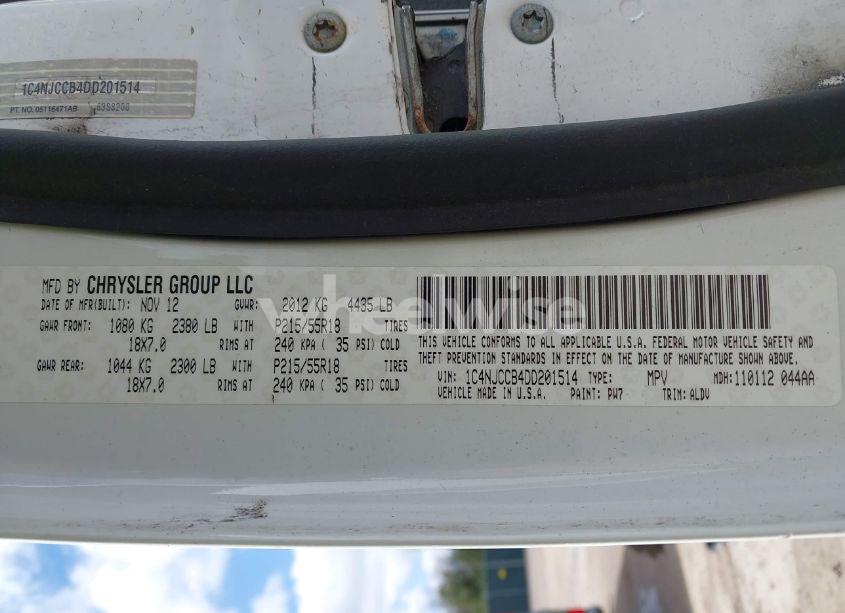 1C4NJCCB4DD201514
PT. NO. 05116471AB
MFD BY CHRYSLER GROUP LLC
DATE OF MFR(BUILT): NOV 12 GVWR: 2012 KG 4435 LB
GAWR FRONT: 1080 KG 2380 LB WITH P215/55R18 TIRES
18X7.0 RIMS AT 240 KPA ( 35 PSI) COLD
GAWR REAR: 1044 KG 2300 LB WITH P215/55R18 TIRES
18X7.0 RIMS AT 240 KPA ( 35 PSI) COLD
THIS VEHICLE CONFORMS TO ALL APPLICABLE U.S.A. FEDERAL MOTOR VEHICLE SAFETY AND
THEFT PREVENTION STANDARDS IN EFFECT ON THE DATE OF MANUFACTURE SHOWN ABOVE.
VIN: 1C4NJCCB4DD201514 TYPE: MPV MDH: 110112 044AA
VEHICLE MADE IN U.S.A. PAINT: PW7 TRIM: ALDV
wheelwise